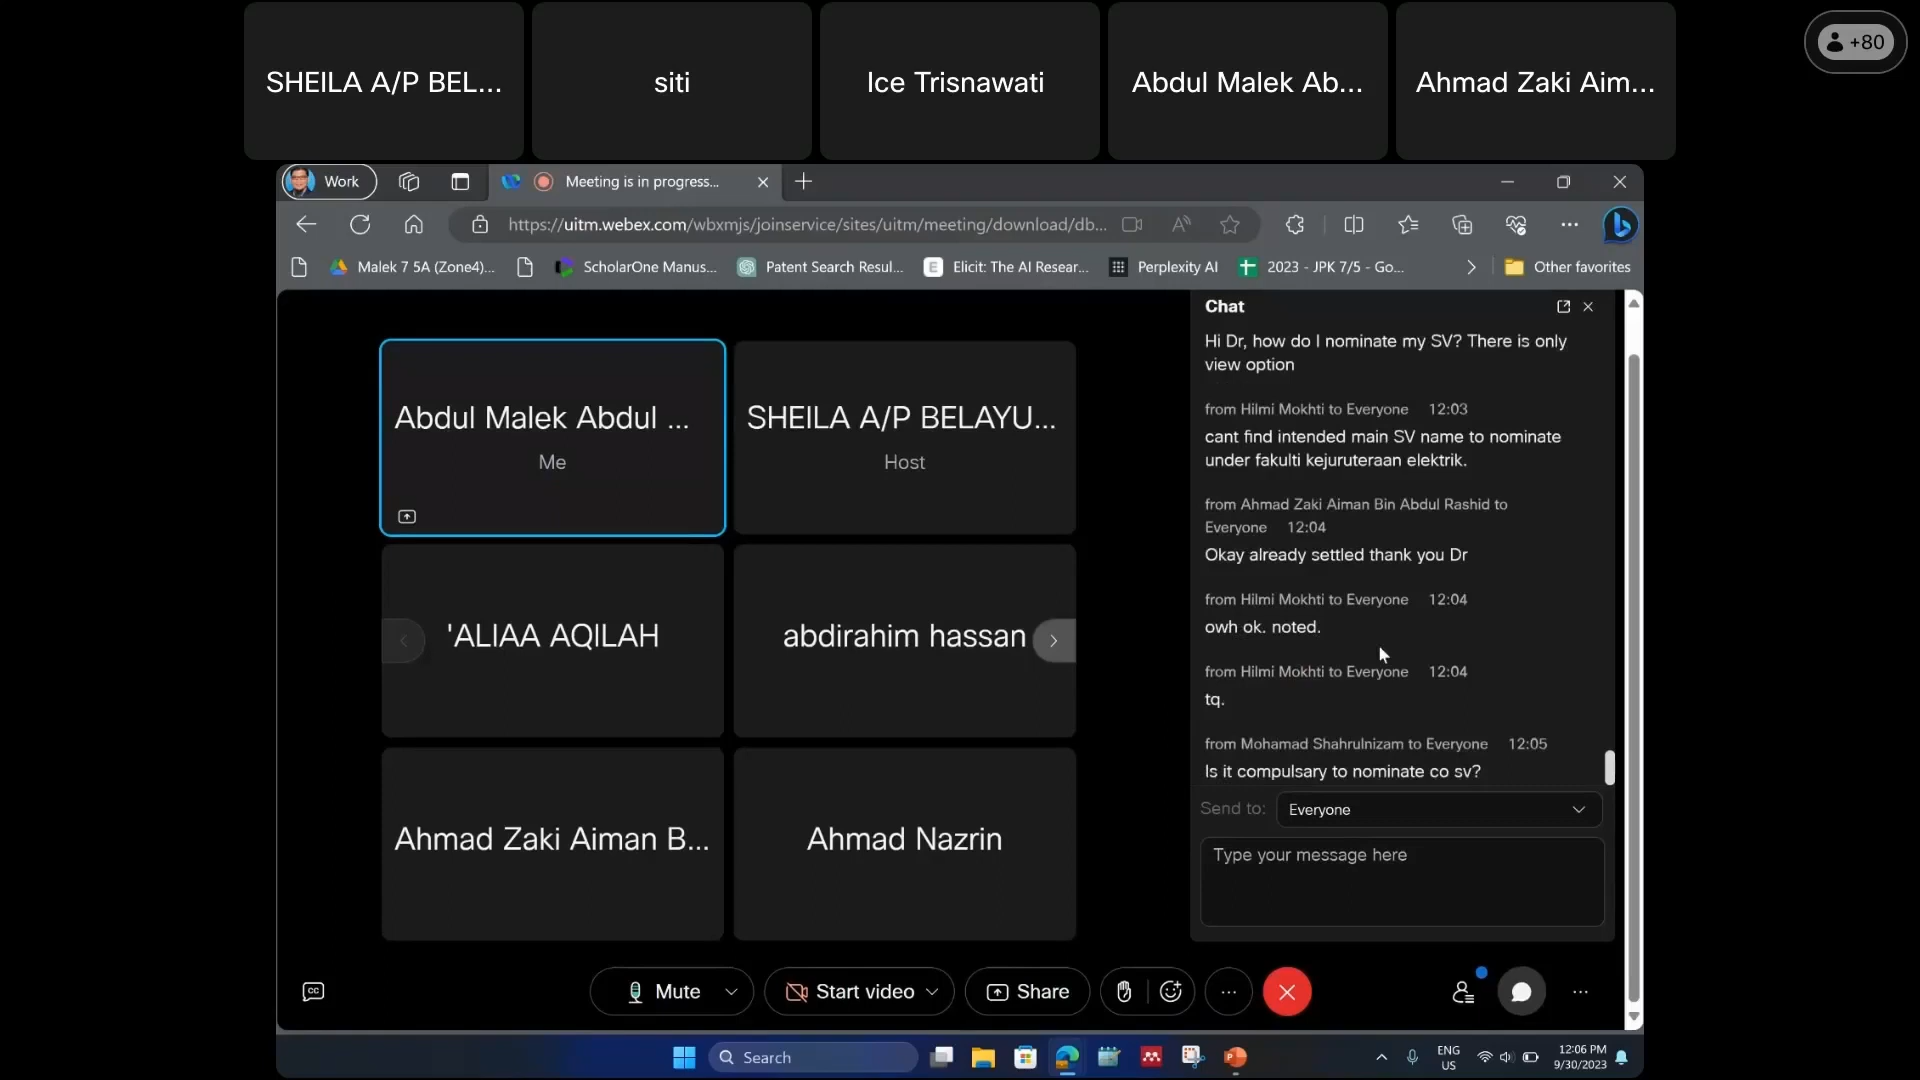 SHEILA A/P BEL...
siti
Ice Trisnawati
Abdul Malek Ab...
Ahmad Zaki Aim...
+80
Work
Meeting is in progress...
https://uitm.webex.com/wbxmjs/joinservice/sites/uitm/meeting/download/db...
Malek 7 5A (Zone4)...
ScholarOne Manus...
Patent Search Resul...
Elicit: The AI Resear...
Perplexity AI
2023 - JPK 7/5 - Go...
Other favorites
Abdul Malek Abdul ...
Me
SHEILA A/P BELAYU...
Host
'ALIAA AQILAH
abdirahim hassan
Ahmad Zaki Aiman B...
Ahmad Nazrin
Chat
Hi Dr, how do I nominate my SV? There is only
view option
from Hilmi Mokhti to Everyone 12:03
cant find intended main SV name to nominate
under fakulti kejuruteraan elektrik.
from Ahmad Zaki Aiman Bin Abdul Rashid to
Everyone 12:04
Okay already settled thank you Dr
from Hilmi Mokhti to Everyone 12:04
owh ok. noted.
from Hilmi Mokhti to Everyone 12:04
tq.
from Mohamad Shahrulnizam to Everyone 12:05
Is it compulsary to nominate co sv?
Send to: Everyone
Type your message here
CC
Mute
Start video
Share
Search
ENG
US
12:06 PM
9/30/2023